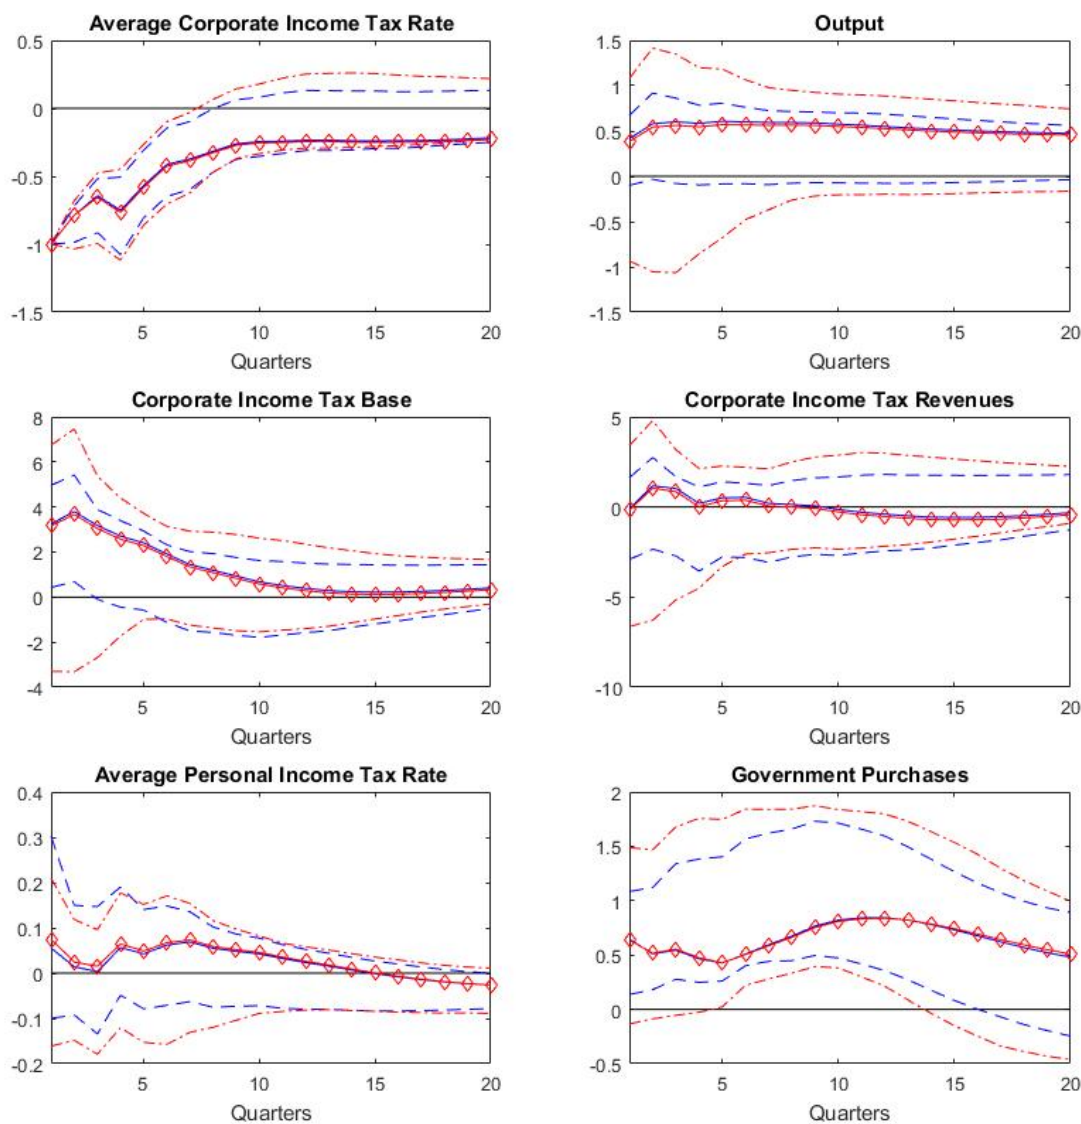 Average Corporate Income Tax Rate
0.5
0
-0.5
-1
-1.5
5 10 15 20
Quarters
Output
1.5
1
0.5
0
-0.5
-1
-1.5
5 10 15 20
Quarters
Corporate Income Tax Base
8
6
4
2
0
-2
-4
5 10 15 20
Quarters
Corporate Income Tax Revenues
5
0
-5
-10
5 10 15 20
Quarters
Average Personal Income Tax Rate
0.4
0.3
0.2
0.1
0
-0.1
-0.2
5 10 15 20
Quarters
Government Purchases
2
1.5
1
0.5
0
-0.5
5 10 15 20
Quarters